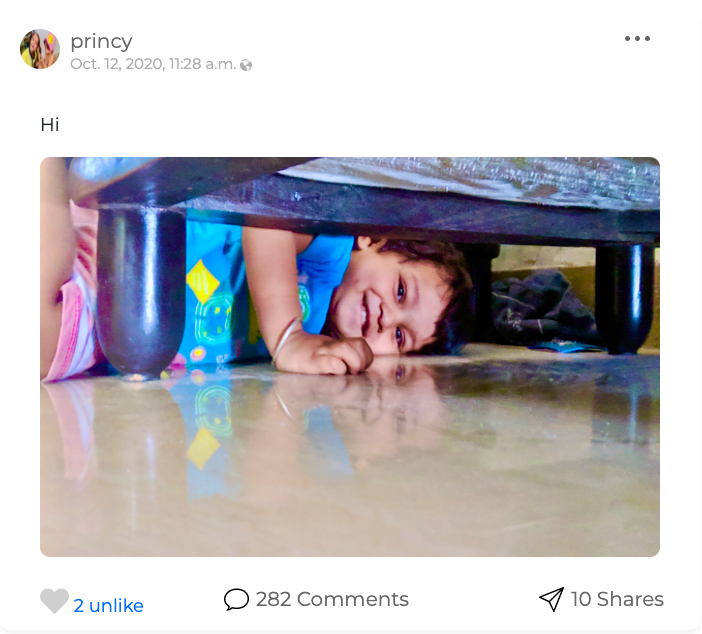 princy
Oct. 12, 2020, 11:28 a.m.
Hi
2 unlike
282 Comments
10 Shares